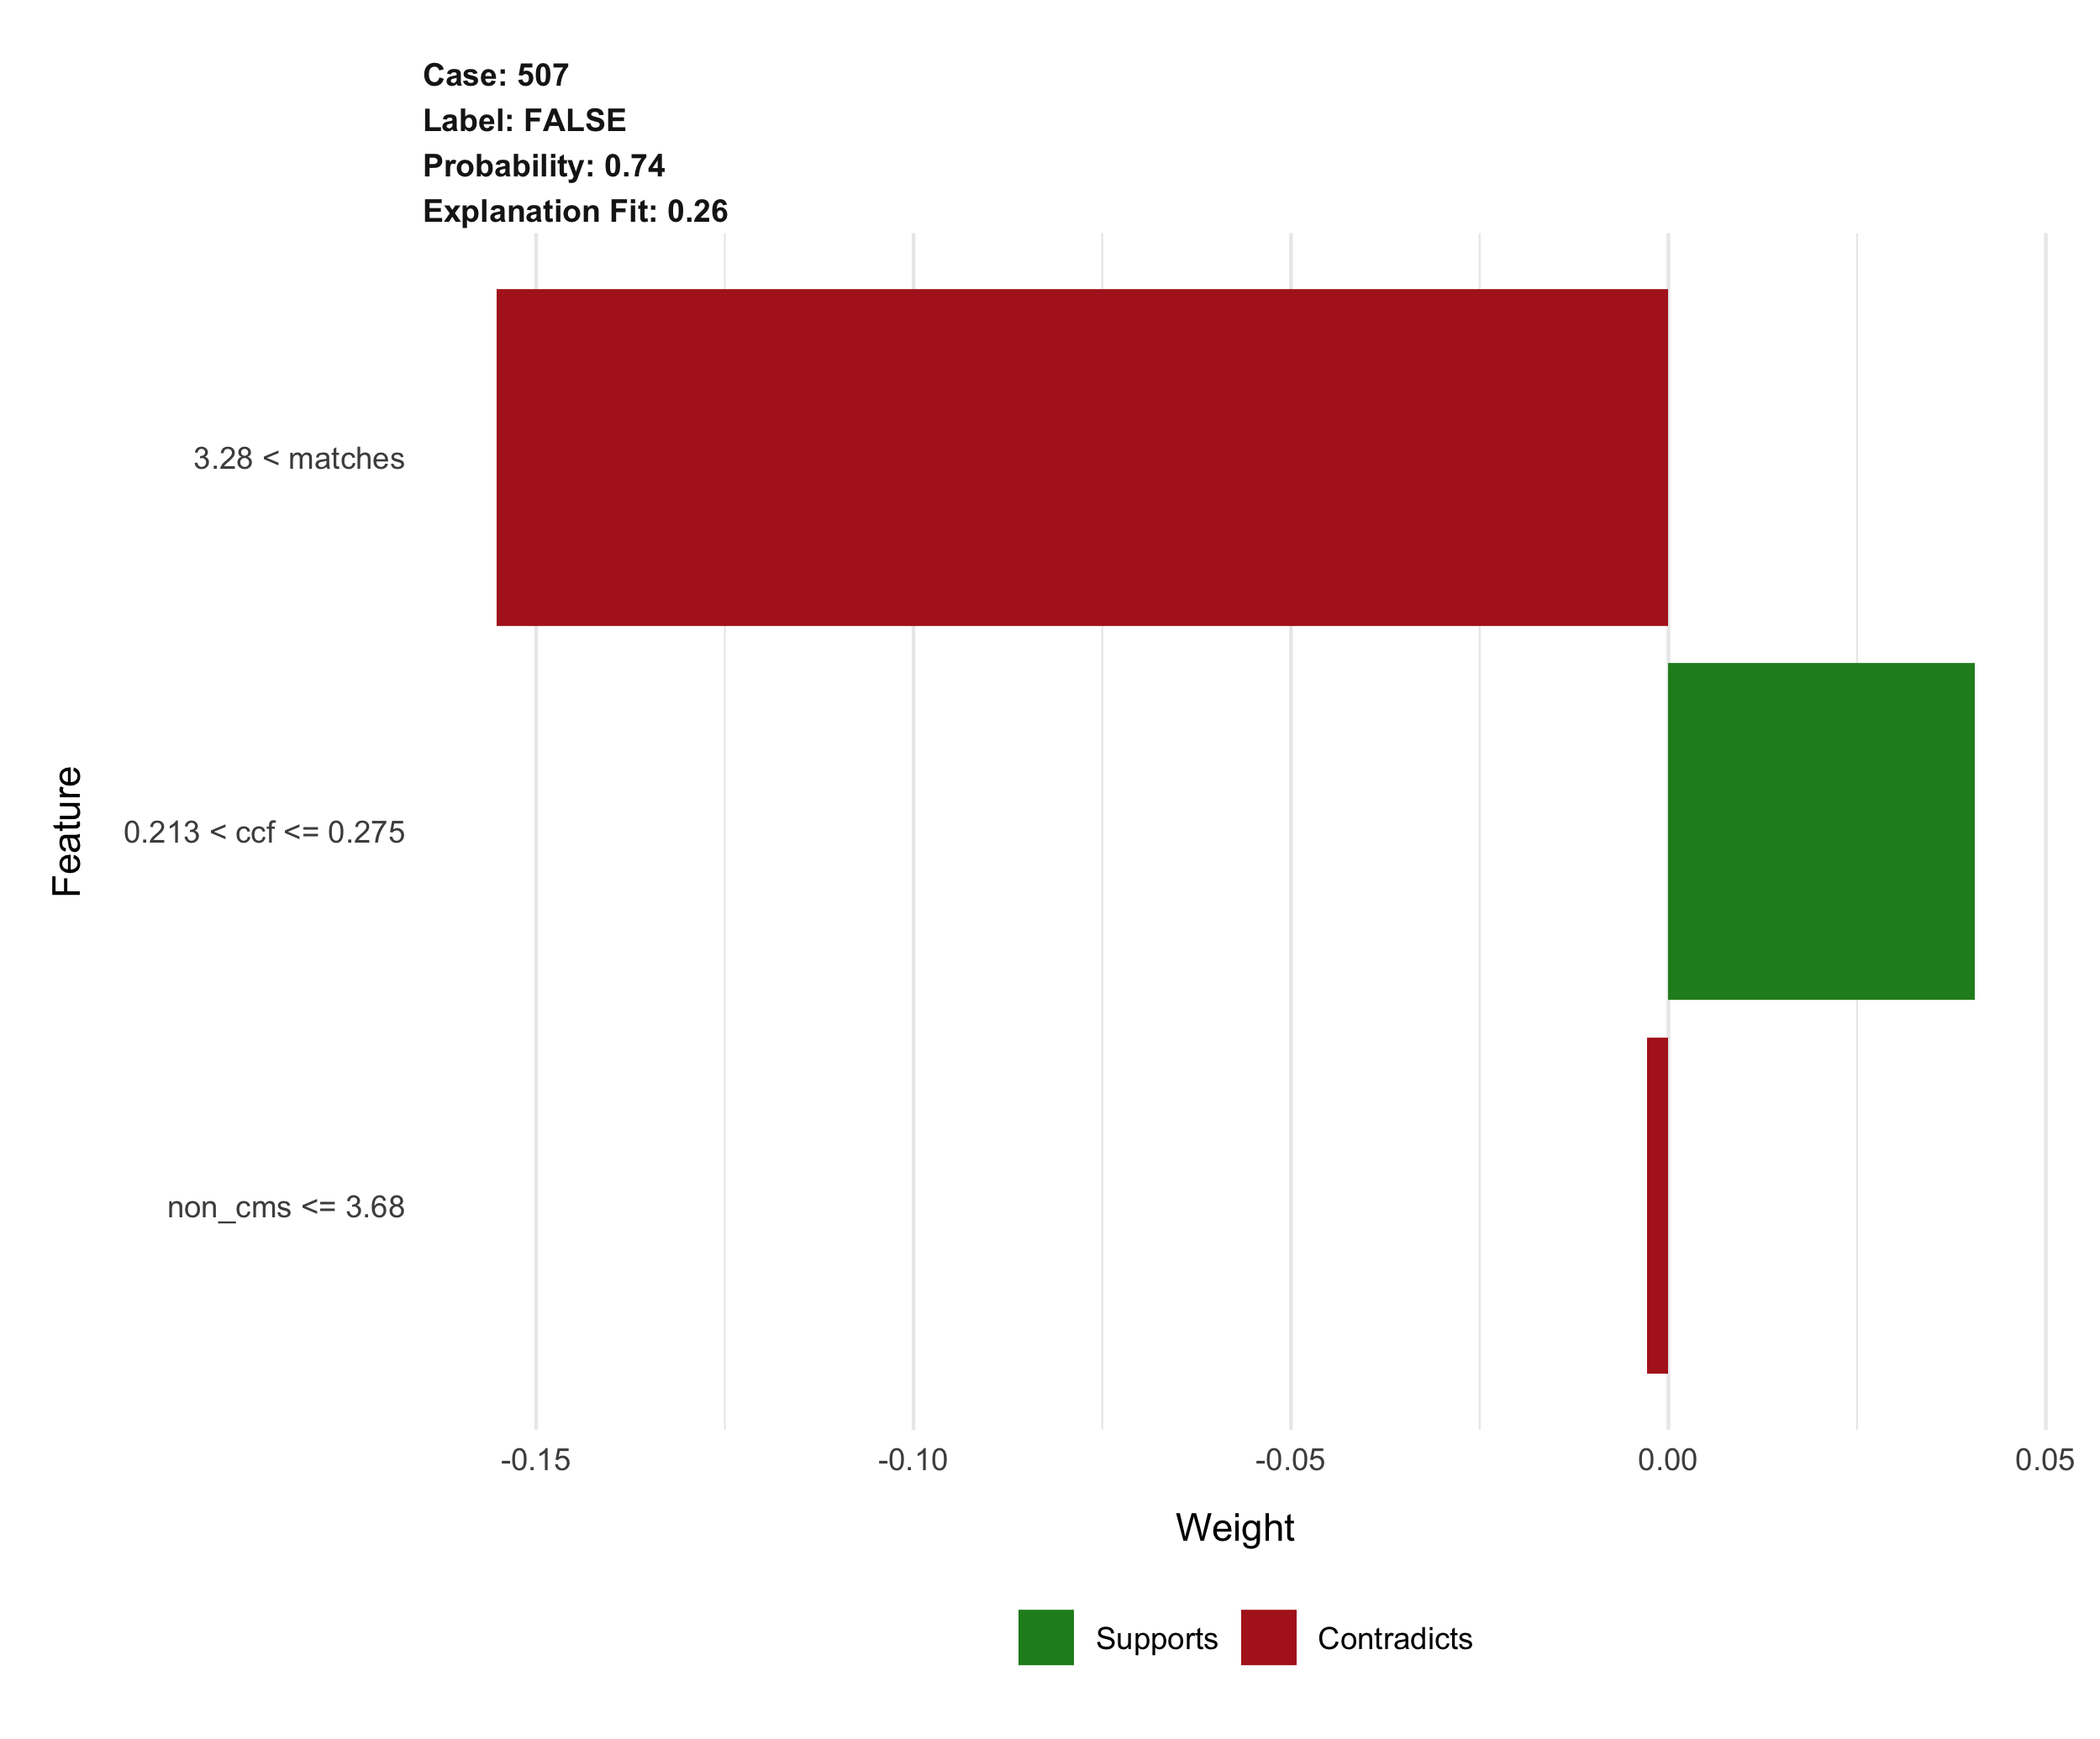 Case: 507
Label: FALSE
Probability: 0.74
Explanation Fit: 0.26
Feature
3.28 < matches
0.213 < ccf <= 0.275
non_cms <= 3.68
-0.15 -0.10 -0.05 0.00 0.05
Weight
Supports Contradicts